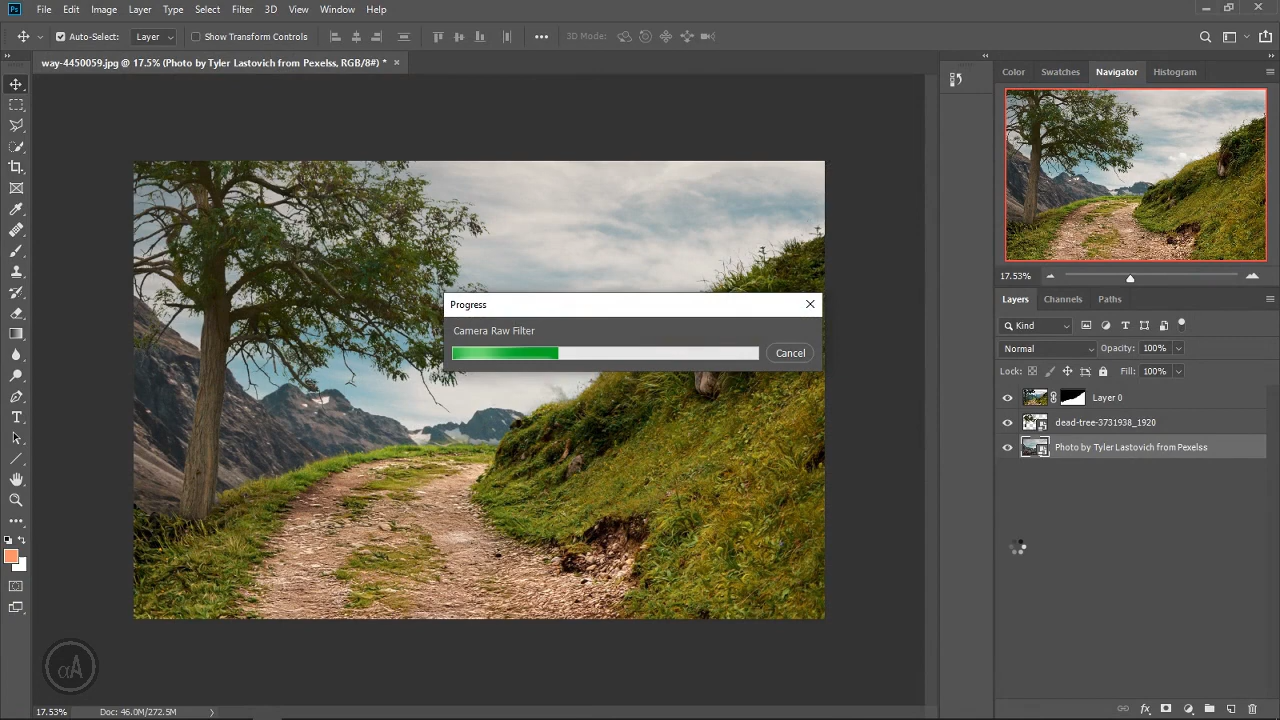 Ps File Edit Image Layer Type Select Filter 3D View Window Help
Auto-Select: Layer Show Transform Controls 3D Mode:
way-4450059.jpg @ 17.5% (Photo by Tyler Lastovich from Pexelss, RGB/8#) *
Color Swatches Navigator Histogram
17.53%
Layers Channels Paths
Kind
Normal Opacity: 100%
Lock: Fill: 100%
Layer 0
dead-tree-3731938_1920
Photo by Tyler Lastovich from Pexelss
Progress
Camera Raw Filter
Cancel
αA
17.53% Doc: 46.0M/272.5M